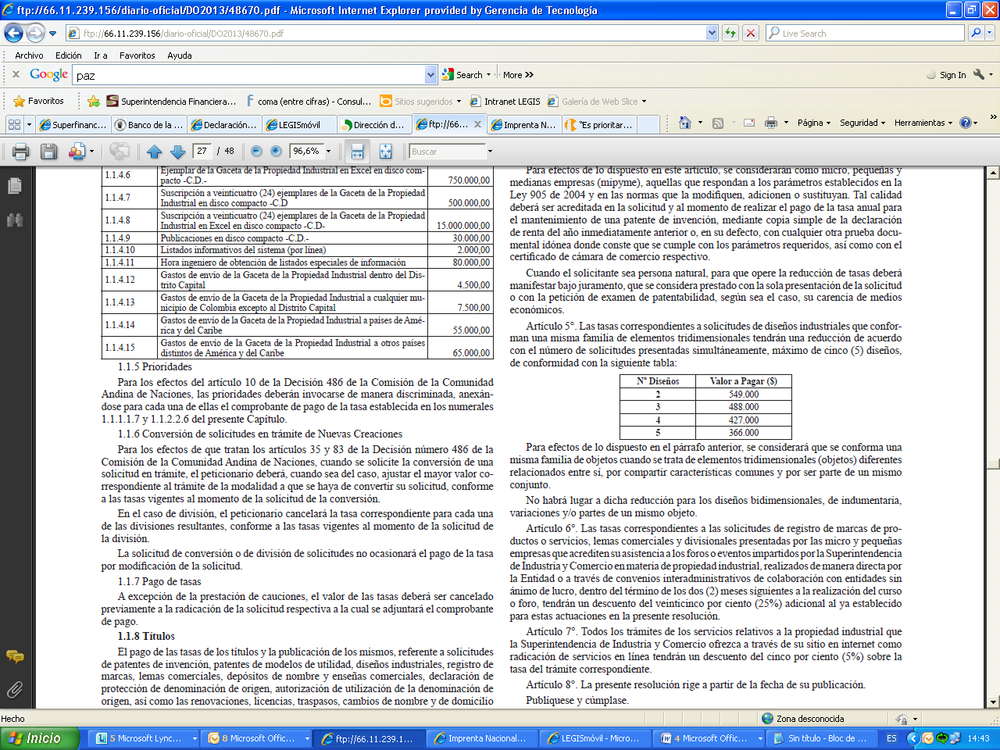 ftp://66.11.239.156/diario-oficial/DO2013/48670.pdf - Microsoft Internet Explorer provided by Gerencia de Tecnología
ftp://66.11.239.156/diario-oficial/DO2013/48670.pdf
Live Search
Archivo Edición Ir a Favoritos Ayuda
x Google paz Search More >> Sign In
Favoritos Superintendencia Financiera... coma (entre cifras) - Consul... Sitios sugeridos Intranet LEGIS Galería de Web Slice
Superfinanc... Banco de la ... Declaración... LEGISmóvil Dirección d... ftp://66... x Imprenta N... "Es prioritar... Página Seguridad Herramientas
27 / 48 96,6% Buscar
1.1.4.6 Ejemplar de la Gaceta de la Propiedad Industrial en Excel en disco com-
pacto -C.D.- 750.000,00
1.1.4.7 Suscripción a veinticuatro (24) ejemplares de la Gaceta de la Propiedad
Industrial en disco compacto -C.D 500.000,00
1.1.4.8 Suscripción a veinticuatro (24) ejemplares de la Gaceta de la Propiedad
Industrial en Excel en disco compacto -C.D- 15.000.000,00
1.1.4.9 Publicaciones en disco compacto -C.D.- 30.000,00
1.1.4.10 Listados informativos del sistema (por línea) 2.000,00
1.1.4.11 Hora ingeniero de obtención de listados especiales de información 80.000,00
1.1.4.12 Gastos de envío de la Gaceta de la Propiedad Industrial dentro del Dis-
trito Capital 4.500,00
1.1.4.13 Gastos de envío de la Gaceta de la Propiedad Industrial a cualquier mu-
nicipio de Colombia excepto al Distrito Capital 7.500,00
1.1.4.14 Gastos de envío de la Gaceta de la Propiedad Industrial a países de Amé-
rica y del Caribe 55.000,00
1.1.4.15 Gastos de envío de la Gaceta de la Propiedad Industrial a otros países
distintos de América y del Caribe 65.000,00
1.1.5 Prioridades
Para los efectos del artículo 10 de la Decisión 486 de la Comisión de la Comunidad
Andina de Naciones, las prioridades deberán invocarse de manera discriminada, anexán-
dose para cada una de ellas el comprobante de pago de la tasa establecida en los numerales
1.1.1.1.7 y 1.1.2.2.6 del presente Capítulo.
1.1.6 Conversión de solicitudes en trámite de Nuevas Creaciones
Para los efectos de que tratan los artículos 35 y 83 de la Decisión número 486 de la
Comisión de la Comunidad Andina de Naciones, cuando se solicite la conversión de una
solicitud en trámite, el peticionario deberá, cuando sea del caso, ajustar el mayor valor co-
rrespondiente al trámite de la modalidad a que se haya de convertir su solicitud, conforme
a las tasas vigentes al momento de la solicitud de la conversión.
En el caso de división, el peticionario cancelará la tasa correspondiente para cada una
de las divisiones resultantes, conforme a las tasas vigentes al momento de la solicitud de
la división.
La solicitud de conversión o de división de solicitudes no ocasionará el pago de la tasa
por modificación de la solicitud.
1.1.7 Pago de tasas
A excepción de la prestación de cauciones, el valor de las tasas deberá ser cancelado
previamente a la radicación de la solicitud respectiva a la cual se adjuntará el comprobante
de pago.
1.1.8 Títulos
El pago de las tasas de los títulos y la publicación de los mismos, referente a solicitudes
de patentes de invención, patentes de modelos de utilidad, diseños industriales, registro de
marcas, lemas comerciales, depósitos de nombre y enseñas comerciales, declaración de
protección de denominación de origen, autorización de utilización de la denominación de
origen, así como las renovaciones, licencias, traspasos, cambios de nombre y de domicilio
Para efectos de lo dispuesto en este artículo, se considerarán como micro, pequeñas y
medianas empresas (mipyme), aquellas que respondan a los parámetros establecidos en la
Ley 905 de 2004 y en las normas que la modifiquen, adicionen o sustituyan. Tal calidad
deberá ser acreditada en la solicitud y al momento de realizar el pago de la tasa anual para
el mantenimiento de una patente de invención, mediante copia simple de la declaración
de renta del año inmediatamente anterior o, en su defecto, con cualquier otra prueba docu-
mental idónea donde conste que se cumple con los parámetros requeridos, así como con el
certificado de cámara de comercio respectivo.
Cuando el solicitante sea persona natural, para que opere la reducción de tasas deberá
manifestar bajo juramento, que se considera prestado con la sola presentación de la solicitud
o con la petición de examen de patentabilidad, según sea el caso, su carencia de medios
económicos.
Artículo 5°. Las tasas correspondientes a solicitudes de diseños industriales que confor-
man una misma familia de elementos tridimensionales tendrán una reducción de acuerdo
con el número de solicitudes presentadas simultáneamente, máximo de cinco (5) diseños,
de conformidad con la siguiente tabla:
N° Diseños Valor a Pagar ($)
2 549.000
3 488.000
4 427.000
5 366.000
Para efectos de lo dispuesto en el párrafo anterior, se considerará que se conforma una
misma familia de objetos cuando se trata de elementos tridimensionales (objetos) diferentes
relacionados entre sí, por compartir características comunes y por ser parte de un mismo
conjunto.
No habrá lugar a dicha reducción para los diseños bidimensionales, de indumentaria,
variaciones y/o partes de un mismo objeto.
Artículo 6°. Las tasas correspondientes a las solicitudes de registro de marcas de pro-
ductos o servicios, lemas comerciales y divisionales presentadas por las micro y pequeñas
empresas que acrediten su asistencia a los foros o eventos impartidos por la Superintendencia
de Industria y Comercio en materia de propiedad industrial, realizados de manera directa por
la Entidad o a través de convenios interadministrativos de colaboración con entidades sin
ánimo de lucro, dentro del término de los dos (2) meses siguientes a la realización del curso
o foro, tendrán un descuento del veinticinco por ciento (25%) adicional al ya establecido
para estas actuaciones en la presente resolución.
Artículo 7°. Todos los trámites de los servicios relativos a la propiedad industrial que
la Superintendencia de Industria y Comercio ofrezca a través de su sitio en internet como
radicación de servicios en línea tendrán un descuento del cinco por ciento (5%) sobre la
tasa del trámite correspondiente.
Artículo 8°. La presente resolución rige a partir de la fecha de su publicación.
Publíquese y cúmplase.
Hecho Zona desconocida
Inicio 5 Microsoft Lync... 8 Microsoft Offic... ftp://66.11.239.1... Imprenta Nacional... LEGISmóvil - Micro... 4 Microsoft Offic... Sin título - Bloc de ... ES 14:43